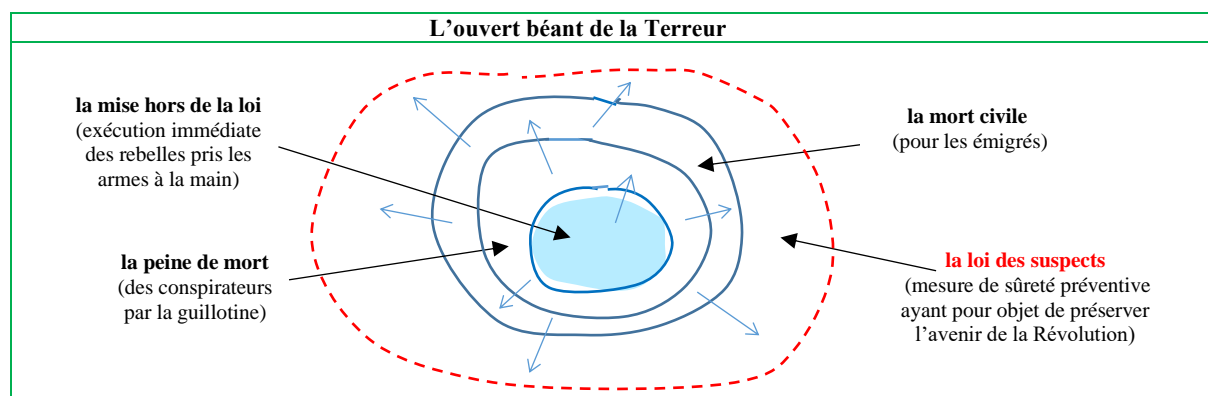 L’ouvert béant de la Terreur
la mise hors de la loi
(exécution immédiate
des rebelles pris les
armes à la main)
la peine de mort
(des conspirateurs
par la guillotine)
la mort civile
(pour les émigrés)
la loi des suspects
(mesure de sûreté préventive
ayant pour objet de préserver
l’avenir de la Révolution)